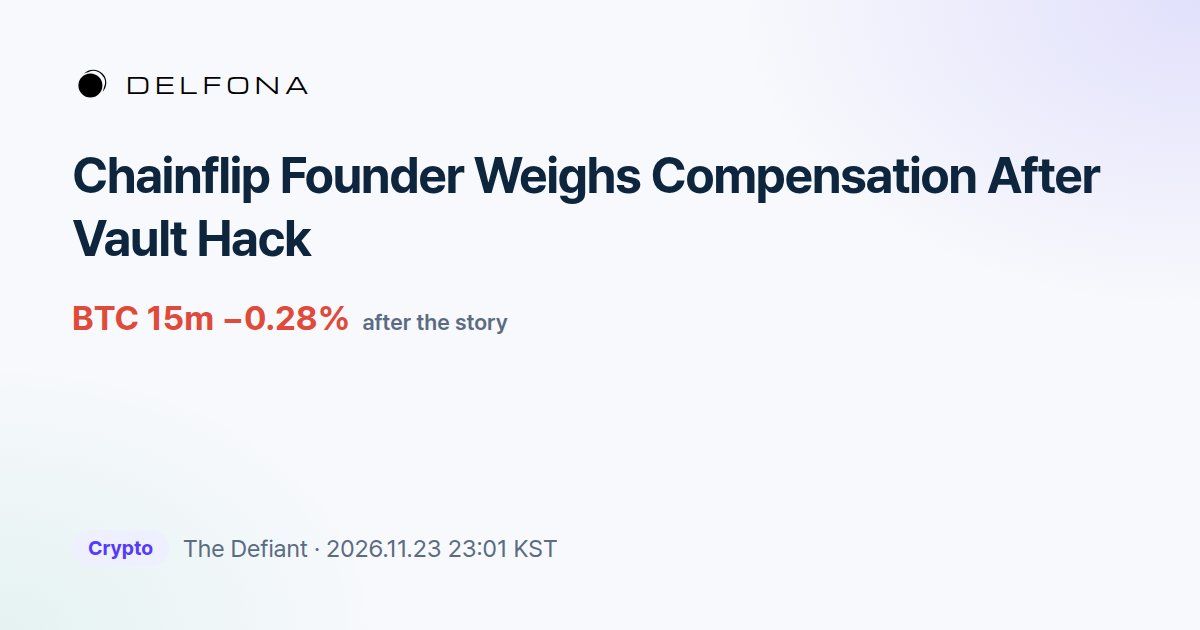 DELFONA
Chainflip Founder Weighs Compensation After
Vault Hack
BTC 15m −0.28% after the story
Crypto The Defiant · 2026.11.23 23:01 KST